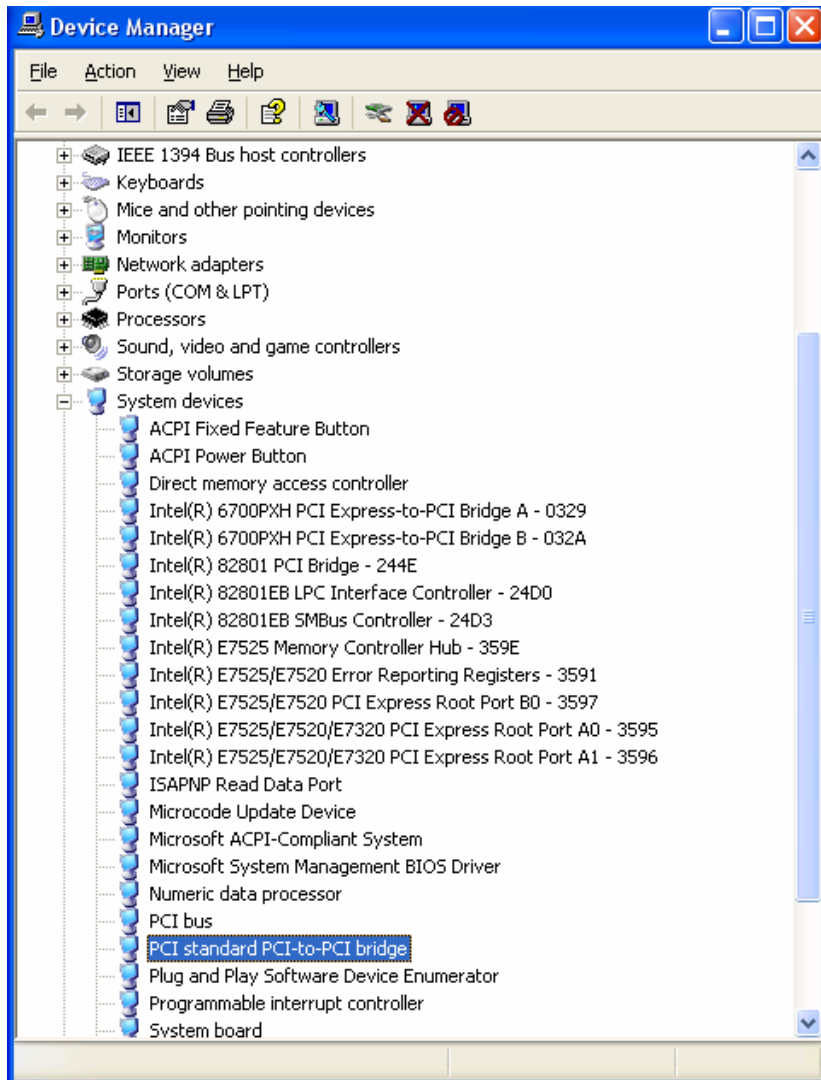 Device Manager
File Action View Help
IEEE 1394 Bus host controllers
Keyboards
Mice and other pointing devices
Monitors
Network adapters
Ports (COM & LPT)
Processors
Sound, video and game controllers
Storage volumes
System devices
ACPI Fixed Feature Button
ACPI Power Button
Direct memory access controller
Intel(R) 6700PXH PCI Express-to-PCI Bridge A - 0329
Intel(R) 6700PXH PCI Express-to-PCI Bridge B - 032A
Intel(R) 82801 PCI Bridge - 244E
Intel(R) 82801EB LPC Interface Controller - 24D0
Intel(R) 82801EB SMBus Controller - 24D3
Intel(R) E7525 Memory Controller Hub - 359E
Intel(R) E7525/E7520 Error Reporting Registers - 3591
Intel(R) E7525/E7520 PCI Express Root Port B0 - 3597
Intel(R) E7525/E7520/E7320 PCI Express Root Port A0 - 3595
Intel(R) E7525/E7520/E7320 PCI Express Root Port A1 - 3596
ISAPNP Read Data Port
Microcode Update Device
Microsoft ACPI-Compliant System
Microsoft System Management BIOS Driver
Numeric data processor
PCI bus
PCI standard PCI-to-PCI bridge
Plug and Play Software Device Enumerator
Programmable interrupt controller
System board